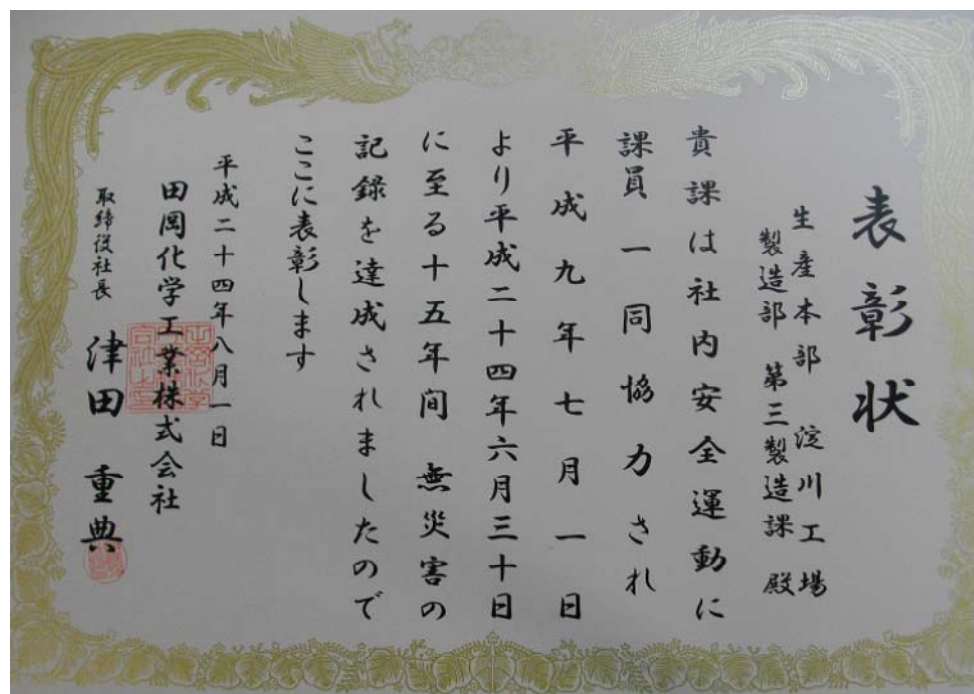 表彰状
生産本部 淀川工場
製造部 第三製造課 殿
貴課は社内安全運動に
課員一同協力され
平成九年七月一日
より平成二十四年六月三十日
に至る十五年間 無災害の
記録を達成されましたので
ここに表彰します
平成二十四年八月一日
田岡化学工業株式会社
取締役社長 津田 重典